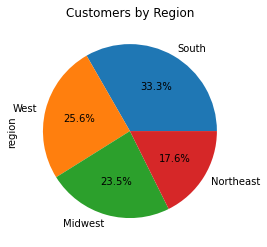 Customers by Region
South
33.3%
West
25.6%
region
23.5%
17.6%
Northeast
Midwest